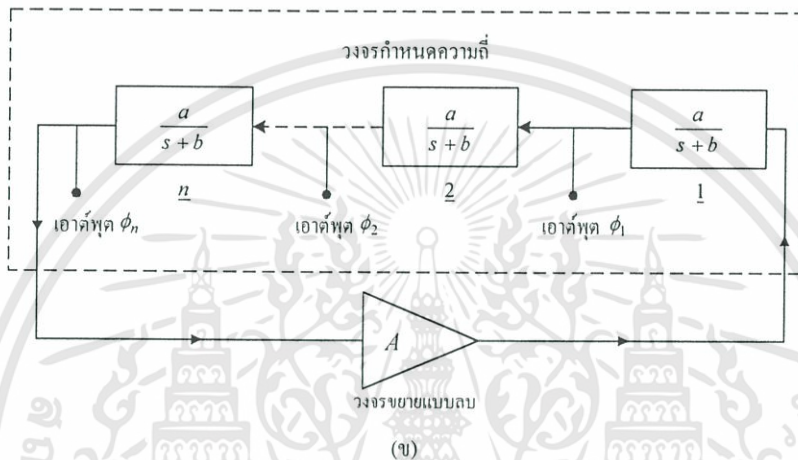 วงจรกำหนดความถี่
a a a
s + b s + b s + b
n 2 1
เอาต์พุต ϕn เอาต์พุต ϕ2 เอาต์พุต ϕ1
A
วงจรขยายแบบลบ
(ข)